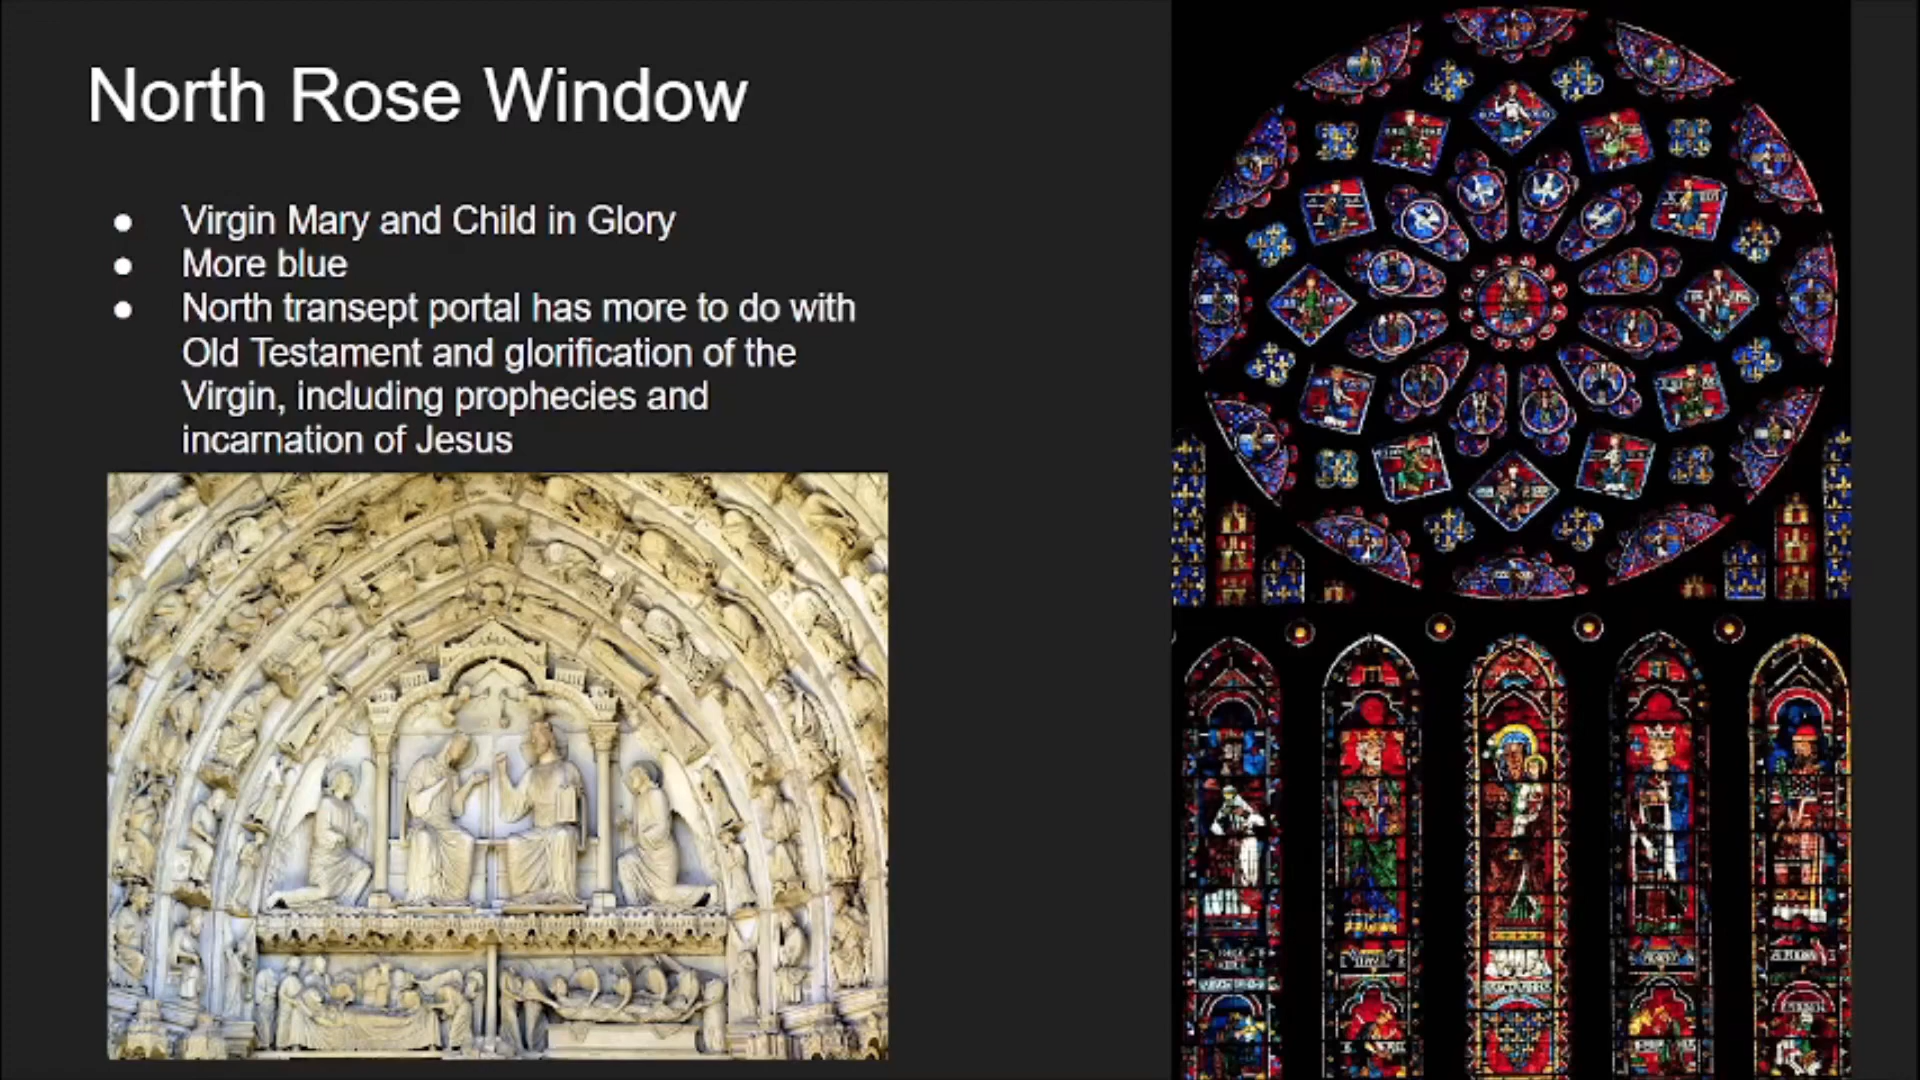 North Rose Window
● Virgin Mary and Child in Glory
● More blue
● North transept portal has more to do with
Old Testament and glorification of the
Virgin, including prophecies and
incarnation of Jesus